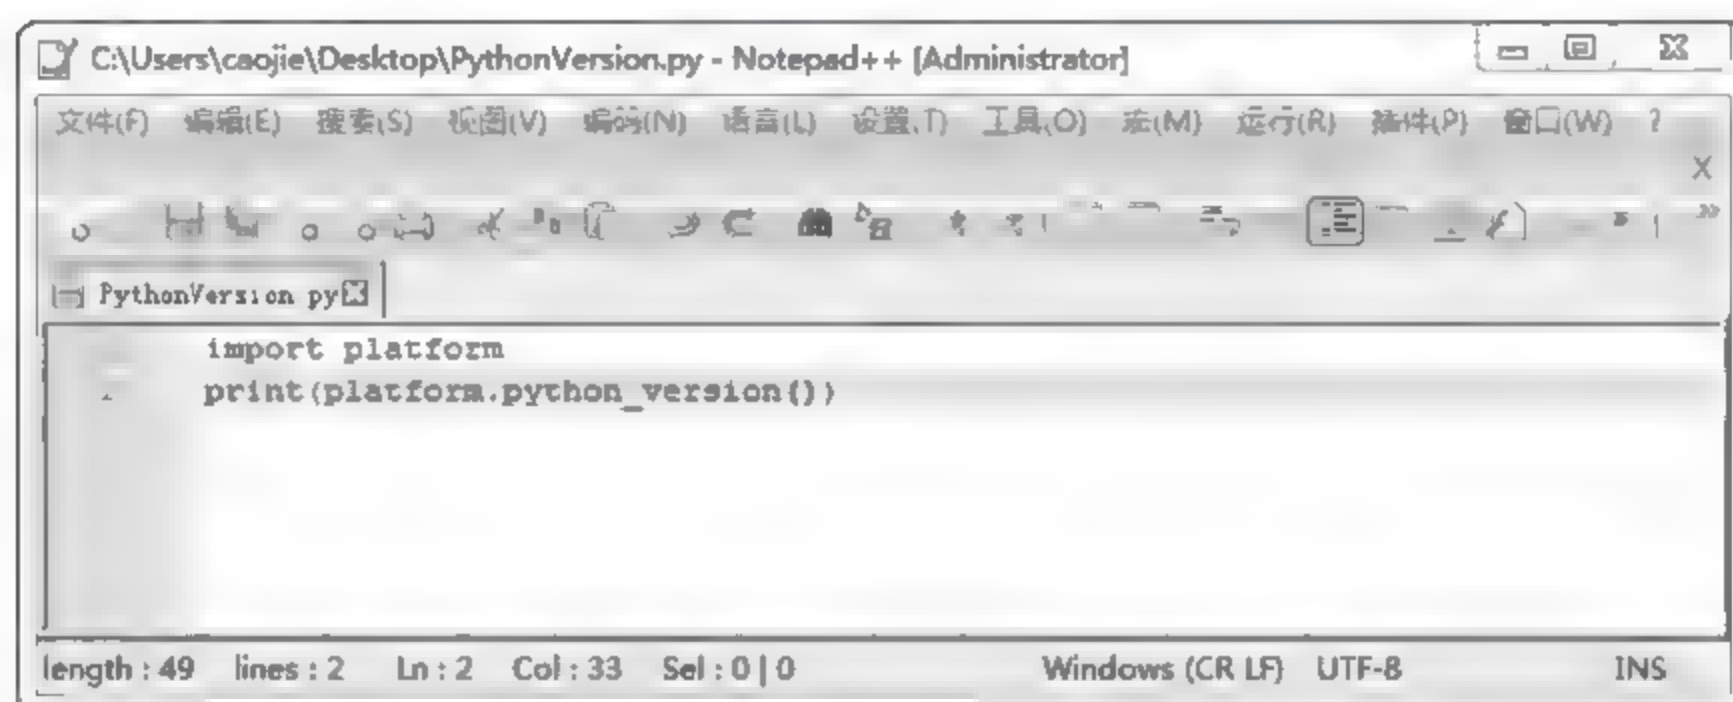 C:\Users\caojie\Desktop\PythonVersion.py - Notepad++ [Administrator]
文件(F) 编辑(E) 搜索(S) 视图(V) 编码(N) 语言(L) 设置(T) 工具(O) 宏(M) 运行(R) 插件(P) 窗口(W) ?
X
PythonVersion py
import platform
2 print(platform.python_version())
length : 49 lines : 2 Ln : 2 Col : 33 Sel : 0 | 0 Windows (CR LF) UTF-8 INS